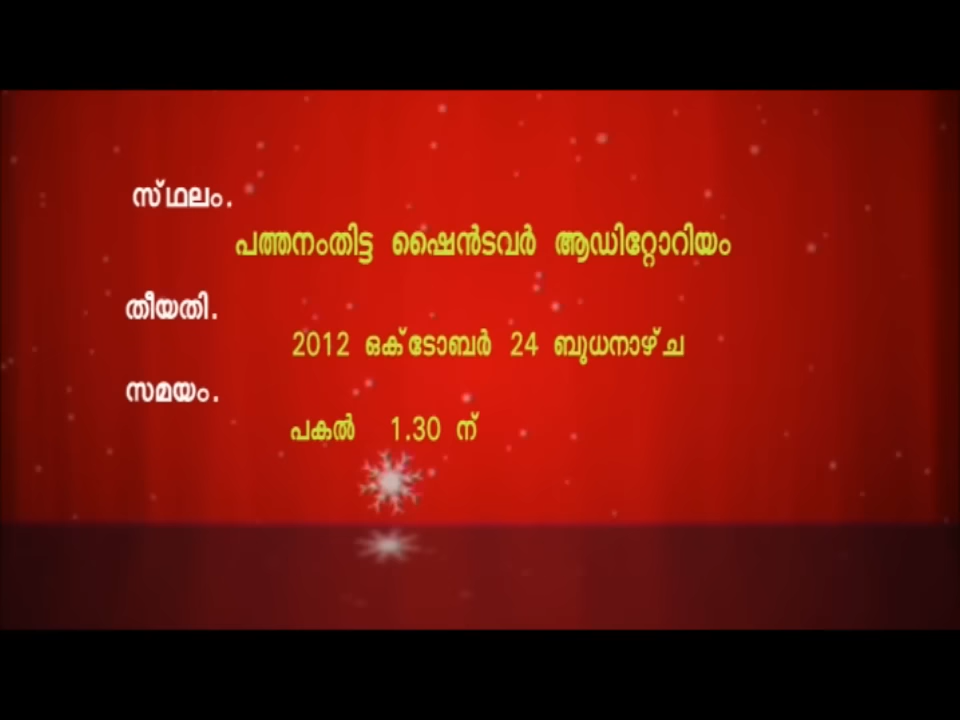 സ്ഥലം.
പത്തനംതിട്ട ഷൈൻടവർ ആഡിറ്റോറിയം
തീയതി.
2012 ഒക്ടോബർ 24 ബുധനാഴ്ച
സമയം.
പകൽ 1.30 ന്